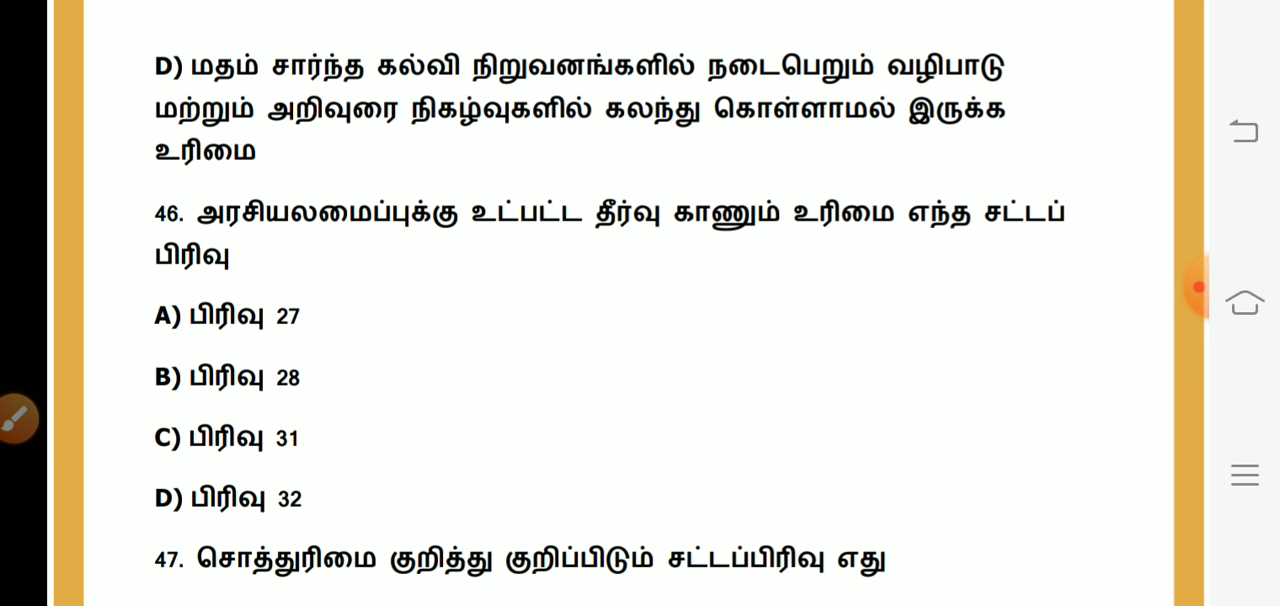 D) மதம் சார்ந்த கல்வி நிறுவனங்களில் நடைபெறும் வழிபாடு
மற்றும் அறிவுரை நிகழ்வுகளில் கலந்து கொள்ளாமல் இருக்க
உரிமை
46. அரசியலமைப்புக்கு உட்பட்ட தீர்வு காணும் உரிமை எந்த சட்டப்
பிரிவு
A) பிரிவு 27
B) பிரிவு 28
C) பிரிவு 31
D) பிரிவு 32
47. சொத்துரிமை குறித்து குறிப்பிடும் சட்டப்பிரிவு எது